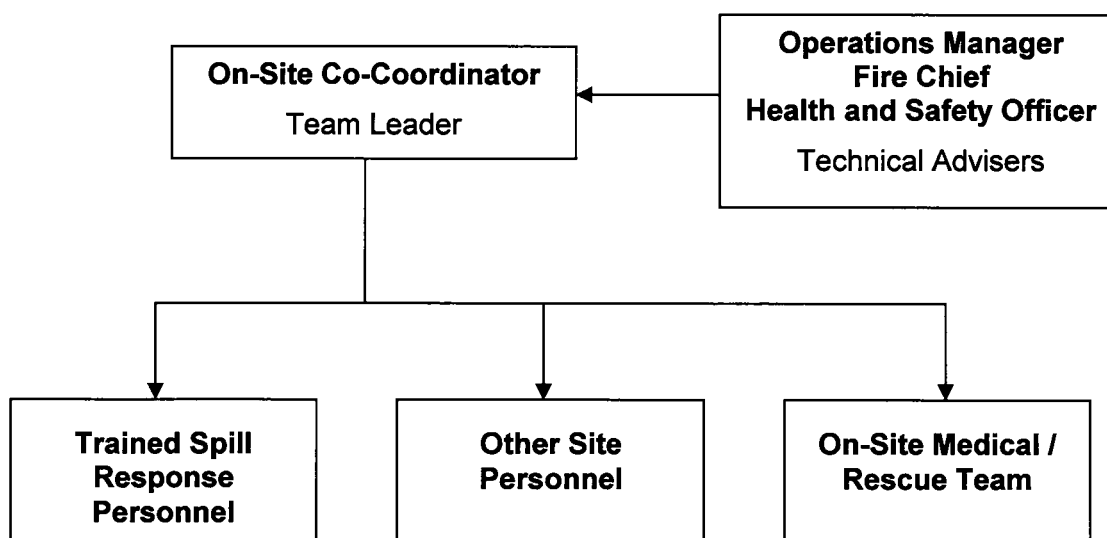 On-Site Co-Coordinator
Team Leader
Operations Manager
Fire Chief
Health and Safety Officer
Technical Advisers
Trained Spill
Response
Personnel
Other Site
Personnel
On-Site Medical /
Rescue Team